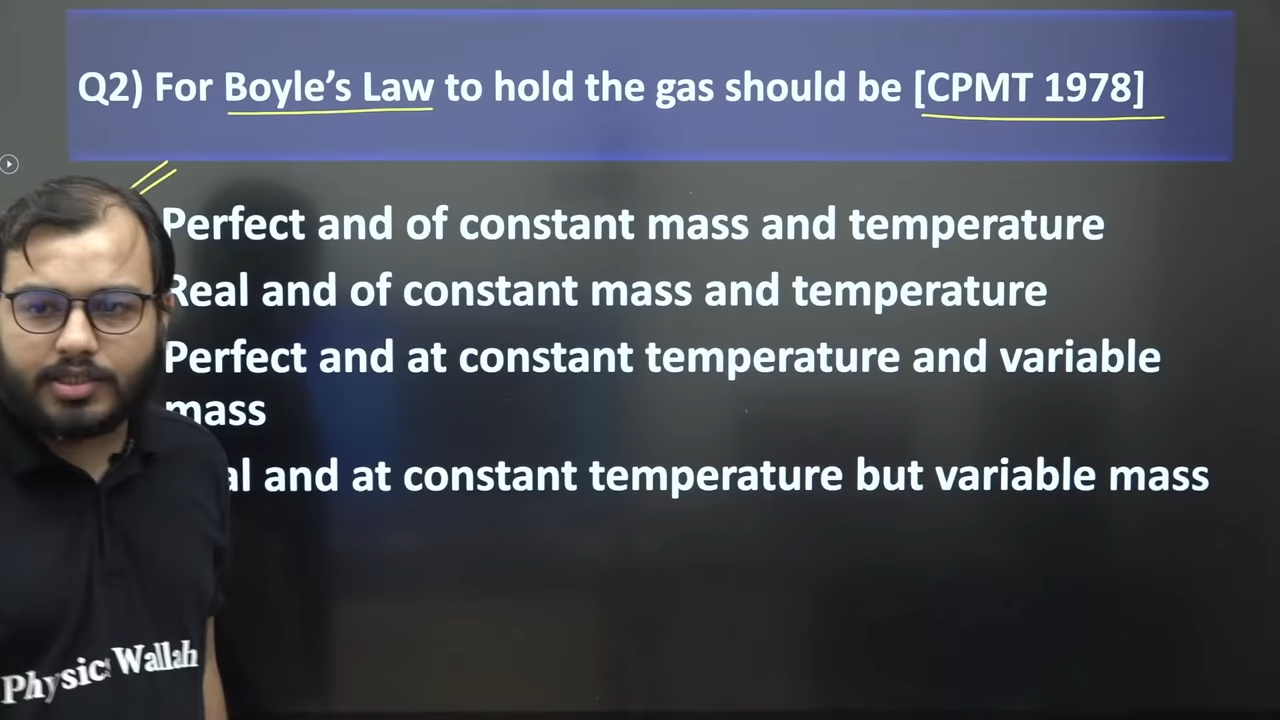 Q2) For Boyle's Law to hold the gas should be [CPMT 1978]
Perfect and of constant mass and temperature
Real and of constant mass and temperature
Perfect and at constant temperature and variable
mass
and at constant temperature but variable mass
Physics Wallah